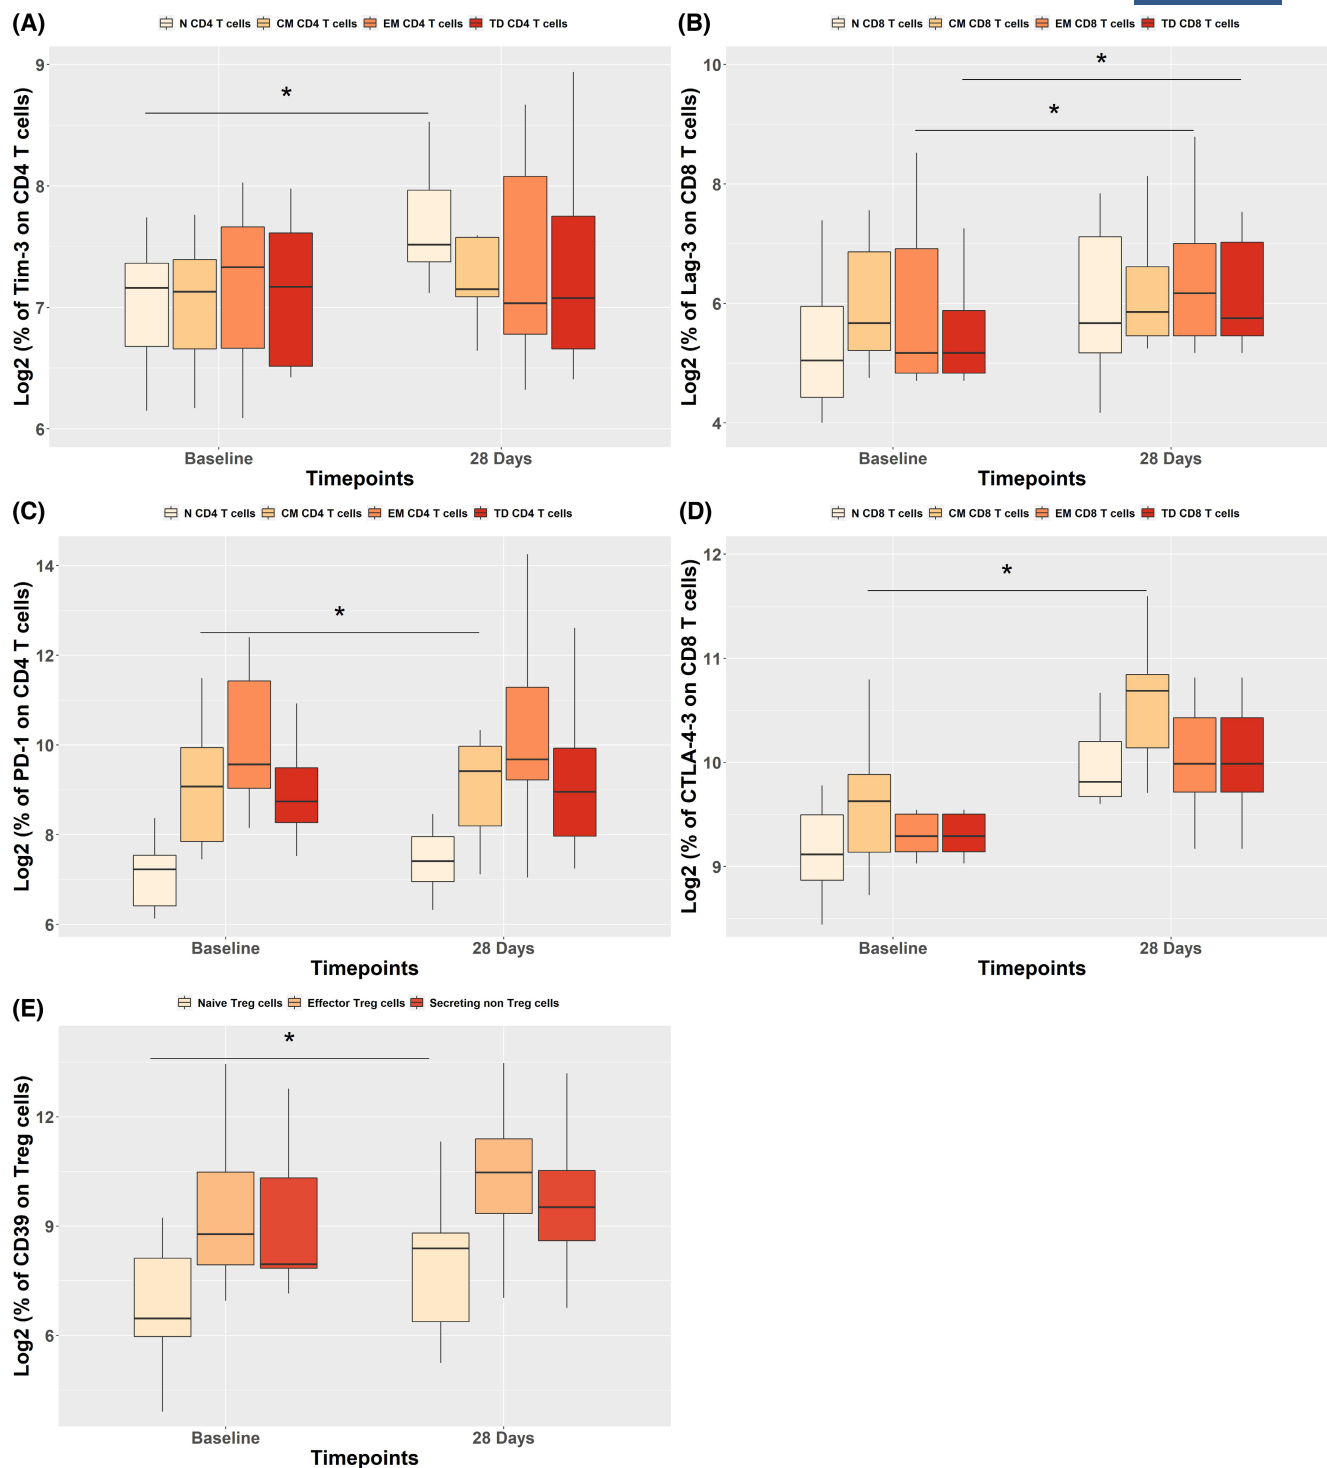 (A)
N CD4 T cells CM CD4 T cells EM CD4 T cells TD CD4 T cells
Log2 (% of Tim-3 on CD4 T cells)
9
8
7
6
*
Baseline 28 Days
Timepoints
(B)
N CD8 T cells CM CD8 T cells EM CD8 T cells TD CD8 T cells
Log2 (% of Lag-3 on CD8 T cells)
10
8
6
4
*
*
Baseline 28 Days
Timepoints
(C)
N CD4 T cells CM CD4 T cells EM CD4 T cells TD CD4 T cells
Log2 (% of PD-1 on CD4 T cells)
14
12
10
8
6
*
Baseline 28 Days
Timepoints
(D)
N CD8 T cells CM CD8 T cells EM CD8 T cells TD CD8 T cells
Log2 (% of CTLA-4-3 on CD8 T cells)
12
11
10
9
*
Baseline 28 Days
Timepoints
(E)
Naive Treg cells Effector Treg cells Secreting non Treg cells
Log2 (% of CD39 on Treg cells)
12
9
6
*
Baseline 28 Days
Timepoints